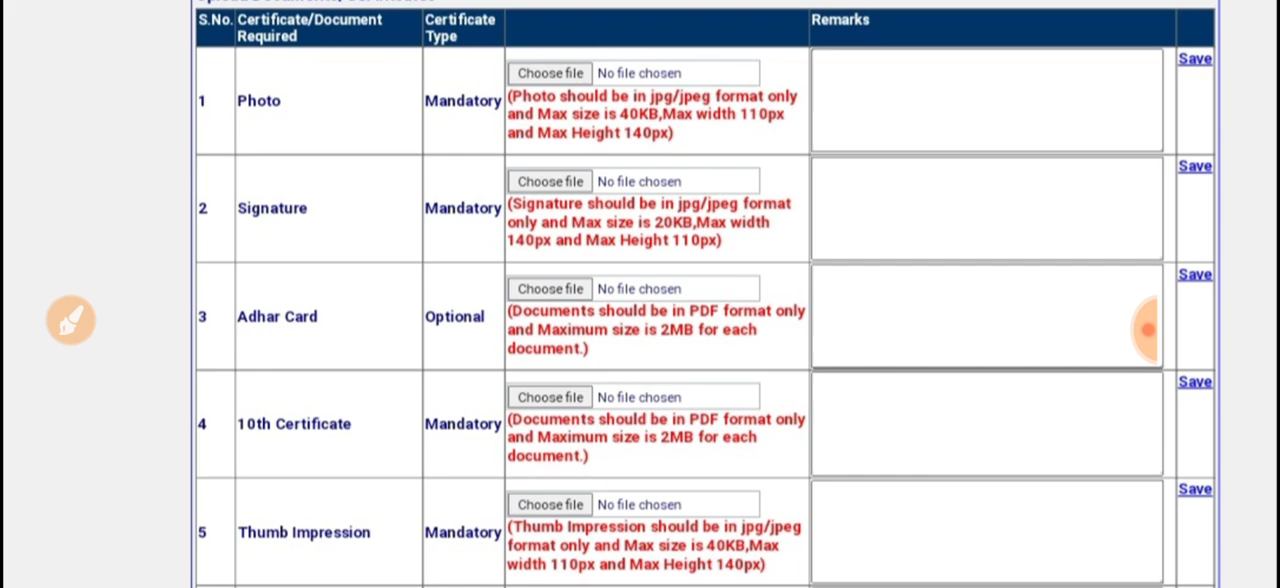 S.No. Certificate/Document Required Certificate Type Remarks
1 Photo Mandatory Choose file No file chosen Save
(Photo should be in jpg/jpeg format only
and Max size is 40KB,Max width 110px
and Max Height 140px)
2 Signature Mandatory Choose file No file chosen Save
(Signature should be in jpg/jpeg format
only and Max size is 20KB,Max width
140px and Max Height 110px)
3 Adhar Card Optional Choose file No file chosen Save
(Documents should be in PDF format only
and Maximum size is 2MB for each
document.)
4 10th Certificate Mandatory Choose file No file chosen Save
(Documents should be in PDF format only
and Maximum size is 2MB for each
document.)
5 Thumb Impression Mandatory Choose file No file chosen Save
(Thumb Impression should be in jpg/jpeg
format only and Max size is 40KB,Max
width 110px and Max Height 140px)